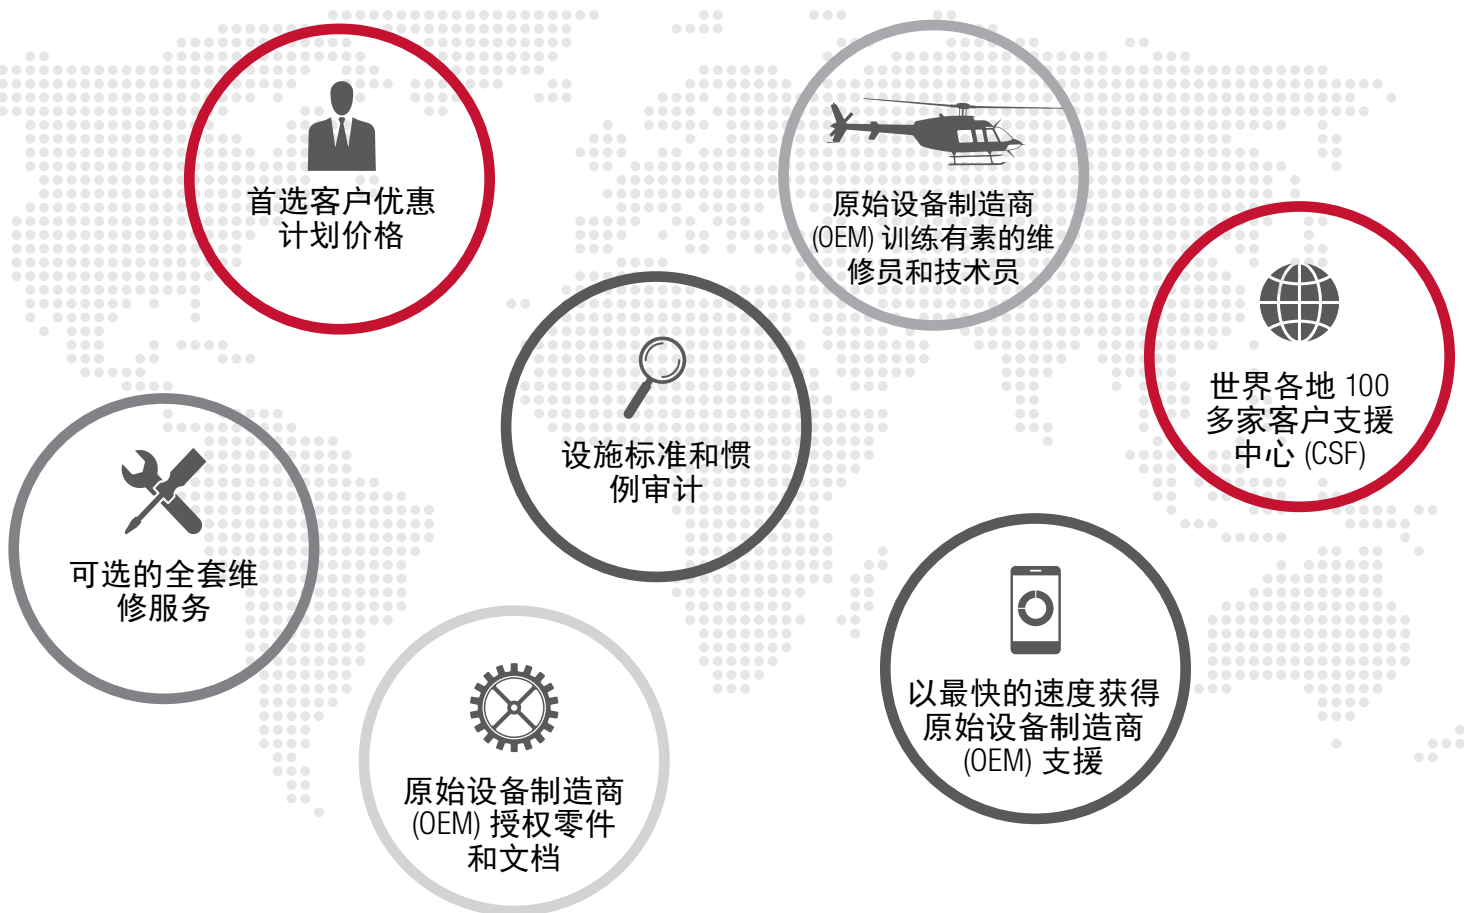 首选客户优惠
计划价格
原始设备制造商
(OEM) 训练有素的维
修员和技术员
世界各地 100
多家客户支援
中心 (CSF)
设施标准和惯
例审计
可选的全套维
修服务
以最快的速度获得
原始设备制造商
(OEM) 支援
原始设备制造商
(OEM) 授权零件
和文档